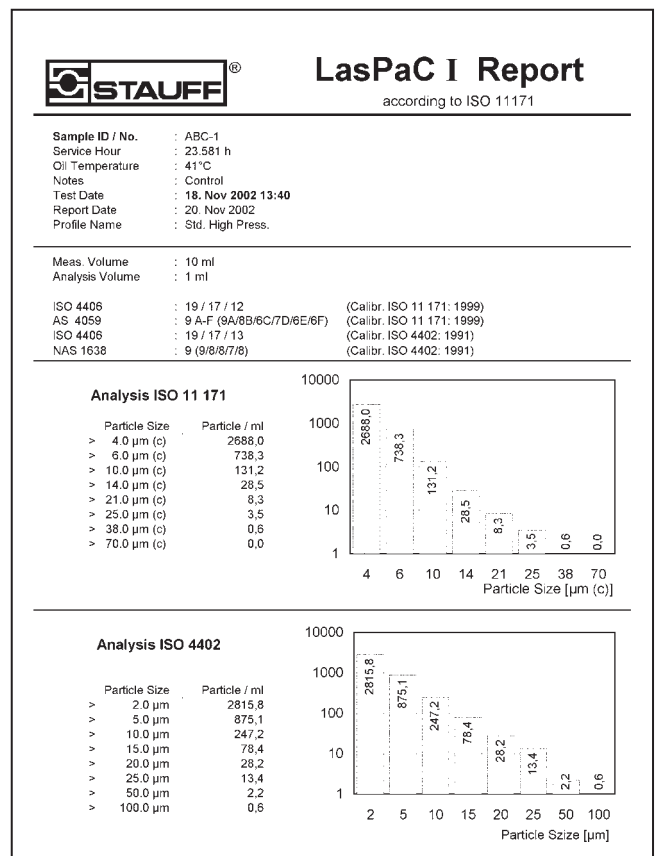 STAUFF®
LasPaC I Report
according to ISO 11171
Sample ID / No. : ABC-1
Service Hour : 23.581 h
Oil Temperature : 41°C
Notes : Control
Test Date : 18. Nov 2002 13:40
Report Date : 20. Nov 2002
Profile Name : Std. High Press.
Meas. Volume : 10 ml
Analysis Volume : 1 ml
ISO 4406 : 19 / 17 / 12 (Calibr. ISO 11 171: 1999)
AS 4059 : 9 A-F (9A/8B/6C/7D/6E/6F) (Calibr. ISO 11 171: 1999)
ISO 4406 : 19 / 17 / 13 (Calibr. ISO 4402: 1991)
NAS 1638 : 9 (9/8/8/7/8) (Calibr. ISO 4402: 1991)
Analysis ISO 11 171
Particle Size Particle / ml
> 4.0 µm (c) 2688,0
> 6.0 µm (c) 738,3
> 10.0 µm (c) 131,2
> 14.0 µm (c) 28,5
> 21.0 µm (c) 8,3
> 25.0 µm (c) 3,5
> 38.0 µm (c) 0,6
> 70.0 µm (c) 0,0
10000
1000
100
10
1
2688,0 738,3 131,2 28,5 8,3 3,5 0,6 0,0
4 6 10 14 21 25 38 70
Particle Size [µm (c)]
Analysis ISO 4402
Particle Size Particle / ml
> 2.0 µm 2815,8
> 5.0 µm 875,1
> 10.0 µm 247,2
> 15.0 µm 78,4
> 20.0 µm 28,2
> 25.0 µm 13,4
> 50.0 µm 2,2
> 100.0 µm 0,6
10000
1000
100
10
1
2815,8 875,1 247,2 78,4 28,2 13,4 2,2 0,6
2 5 10 15 20 25 50 100
Particle Szize [µm]